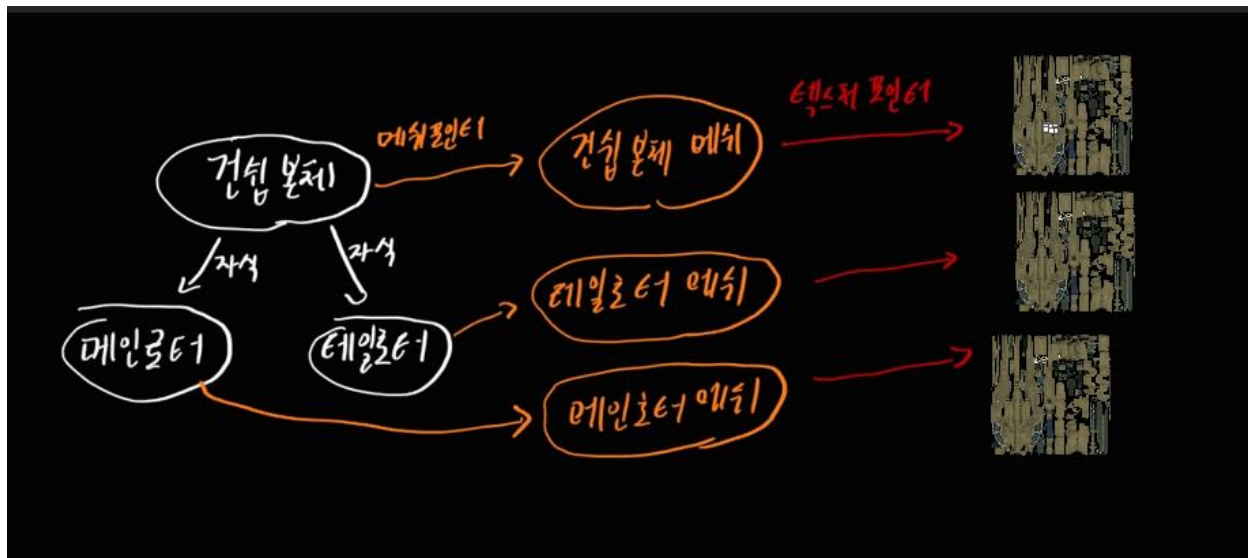 텍스쳐 포인터
메쉬포인터
건쉽 본체
건쉽 본체 메쉬
자식
자식
메인로터
테일로터
테일로터 메쉬
메인로터 메쉬